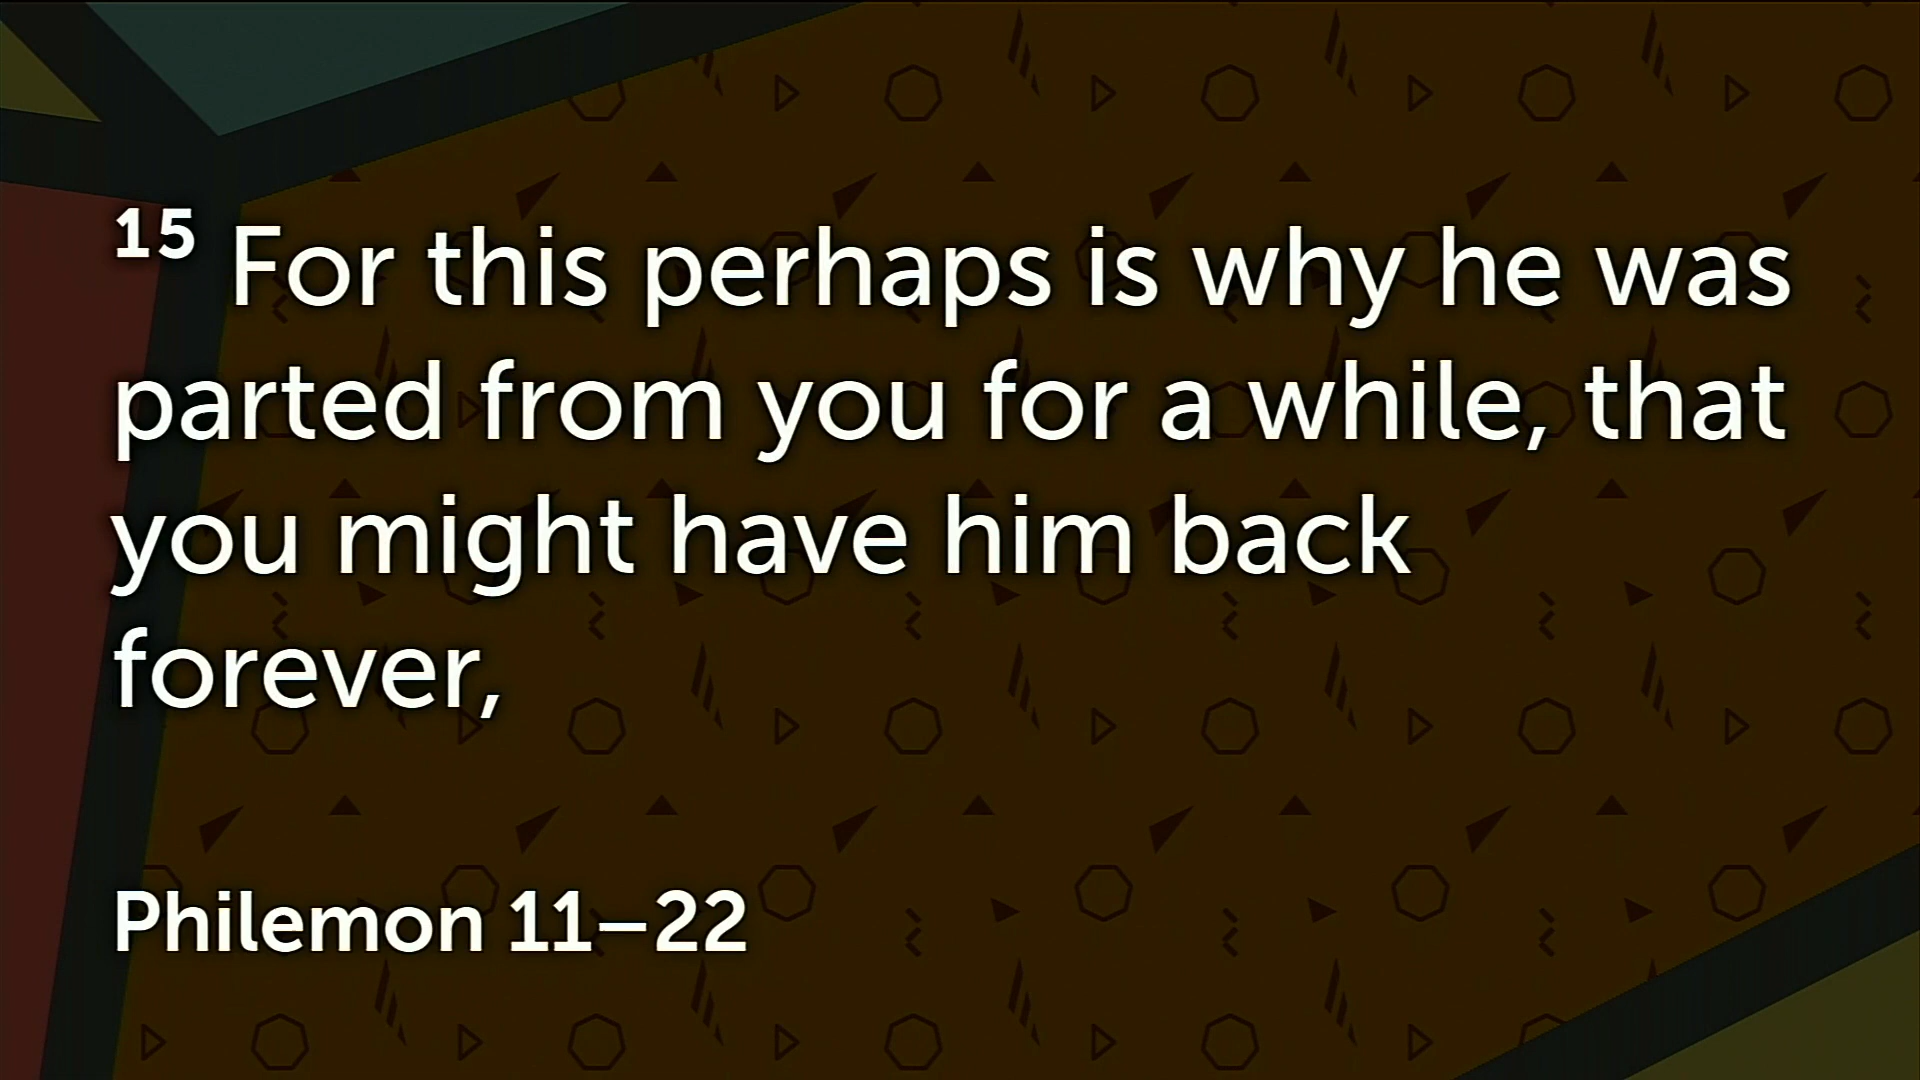 15 For this perhaps is why he was
parted from you for a while, that
you might have him back
forever,
Philemon 11–22